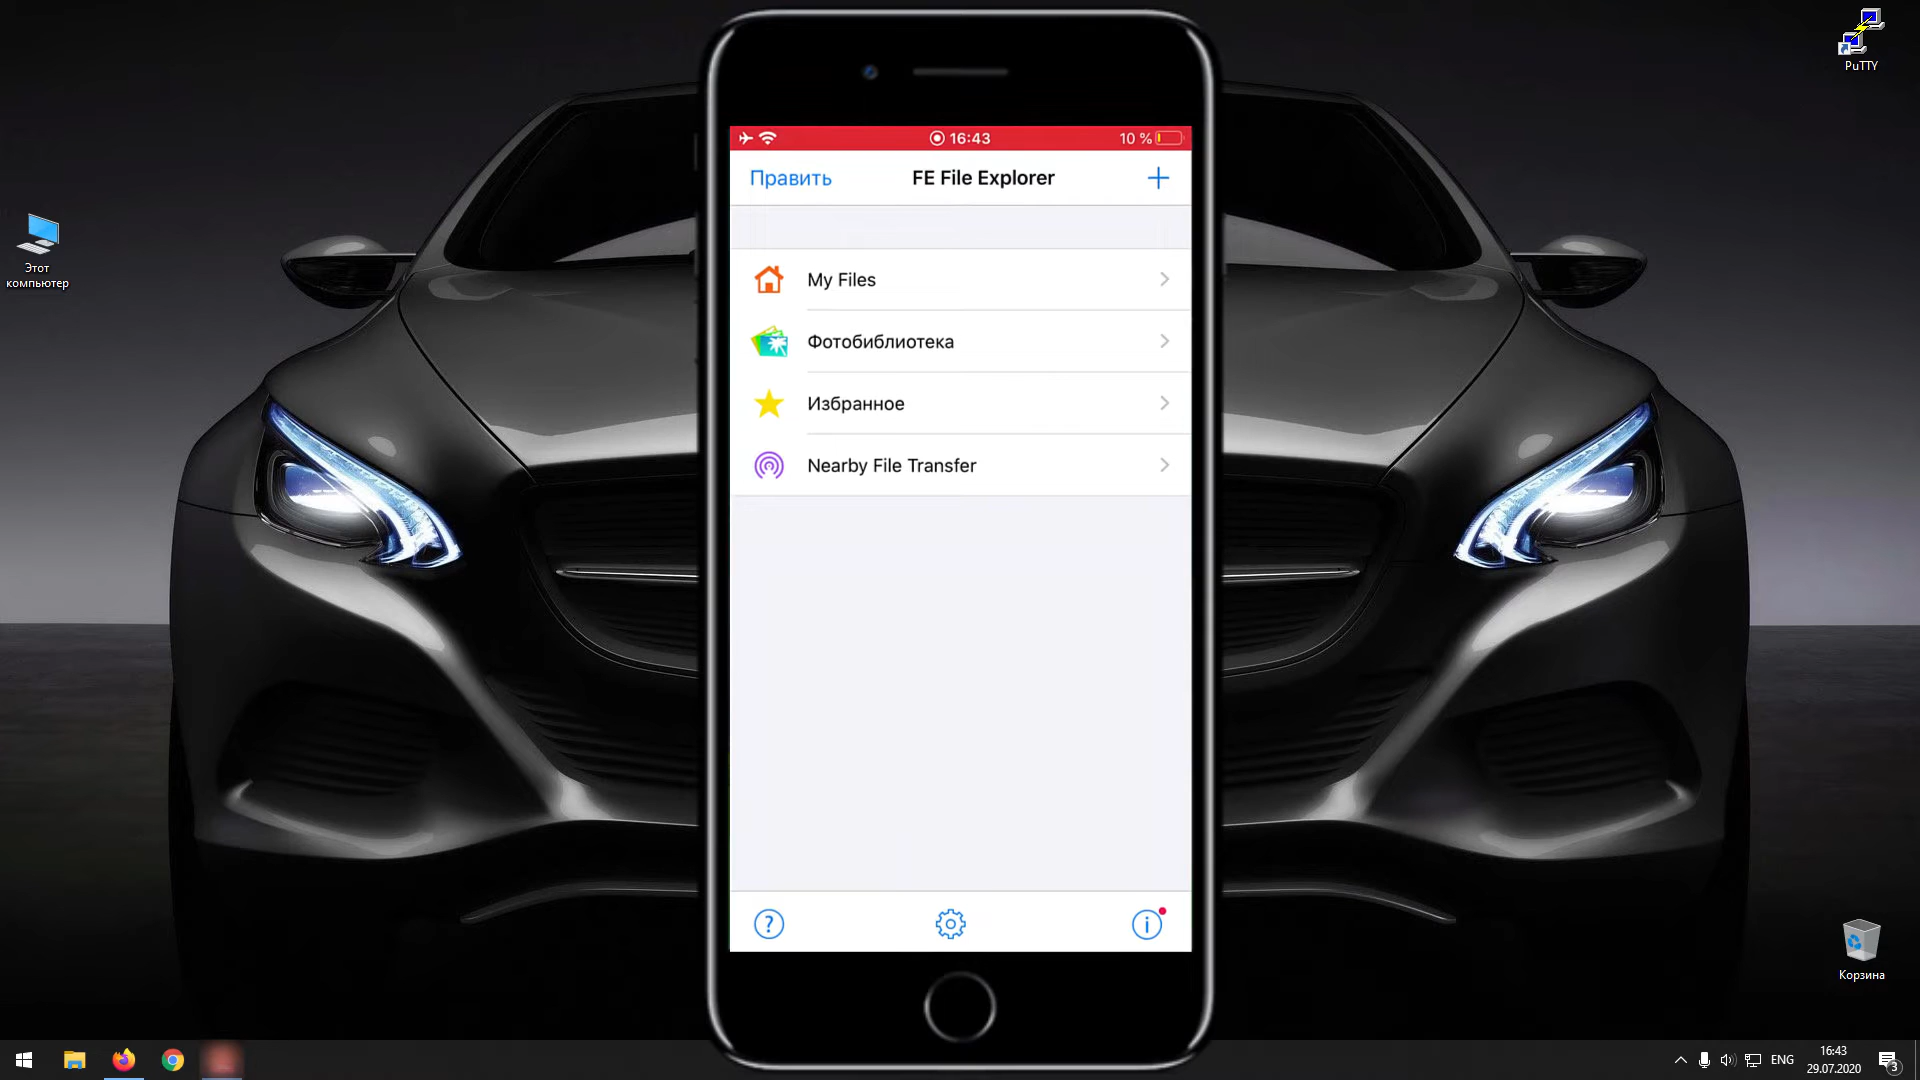 PuTTY
16:43
10 %
Править
FE File Explorer
My Files
Фотобиблиотека
Избранное
Nearby File Transfer
Этот
компьютер
Корзина
ENG
16:43
29.07.2020
3